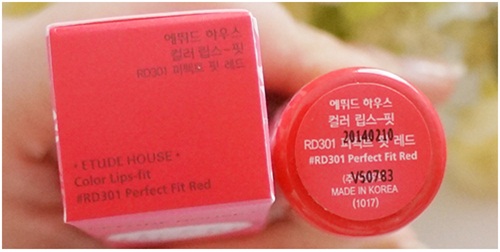 에뛰드 하우스
컬러 립스-핏
RD301 퍼펙트 핏 레드
• ETUDE HOUSE •
Color Lips-fit
#RD301 Perfect Fit Red
에뛰드 하우스
컬러 립스-핏
20140210
RD301 퍼펙트 핏 레드
#RD301 Perfect Fit Red
VS0783
MADE IN KOREA
(1017)